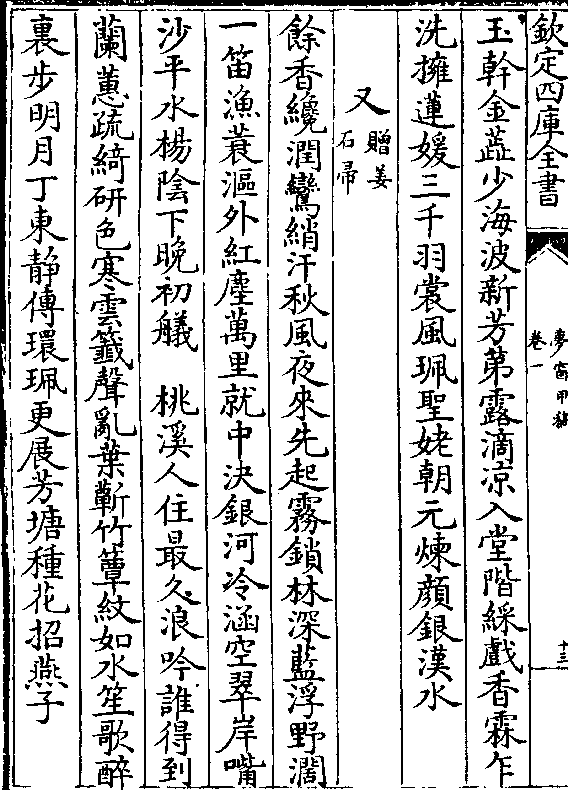 欽定四庫全書
夢窗甲稿
卷一
十三
玉幹金蕋少海波新芳第露滴凉入堂階綵戲香霖乍
洗擁蓮媛三千羽裳風珮聖姥朝元煉顔銀漢水
又贈姜石帚
餘香纔潤鸞綃汗秋風夜來先起霧鎖林深藍浮野濶
一笛漁蓑漚外紅塵萬里就中決銀河冷涵空翠岸嘴
沙平水楊陰下晚初艤　桃溪人住最久浪吟誰得到
蘭蕙疏綺研色寒雲籤聲亂葉蘄竹簟紋如水笙歌醉
裏步明月丁東静傳環珮更展芳塘種花招燕子